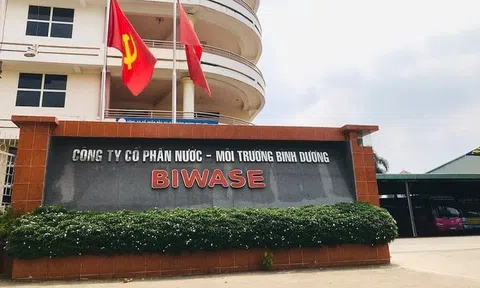 CÔNG TY CỔ PHẦN NƯỚC - MÔI TRƯỜNG BÌNH DƯƠNG
BIWASE